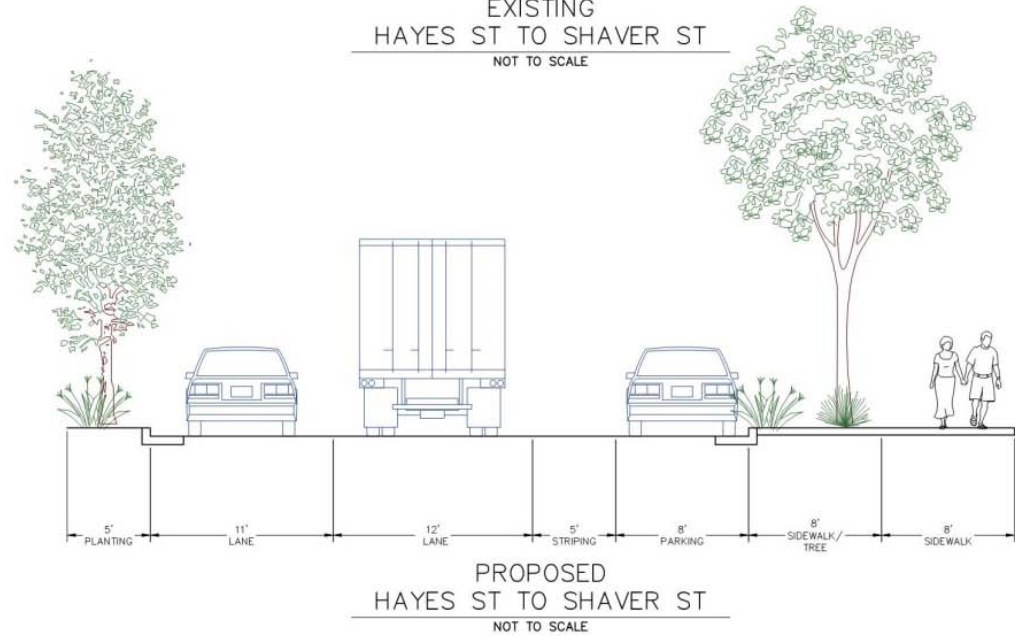 EXISTING
HAYES ST TO SHAVER ST
NOT TO SCALE
5'
PLANTING
11'
LANE
12'
LANE
5'
STRIPING
8'
PARKING
8'
SIDEWALK/
TREE
8'
SIDEWALK
PROPOSED
HAYES ST TO SHAVER ST
NOT TO SCALE